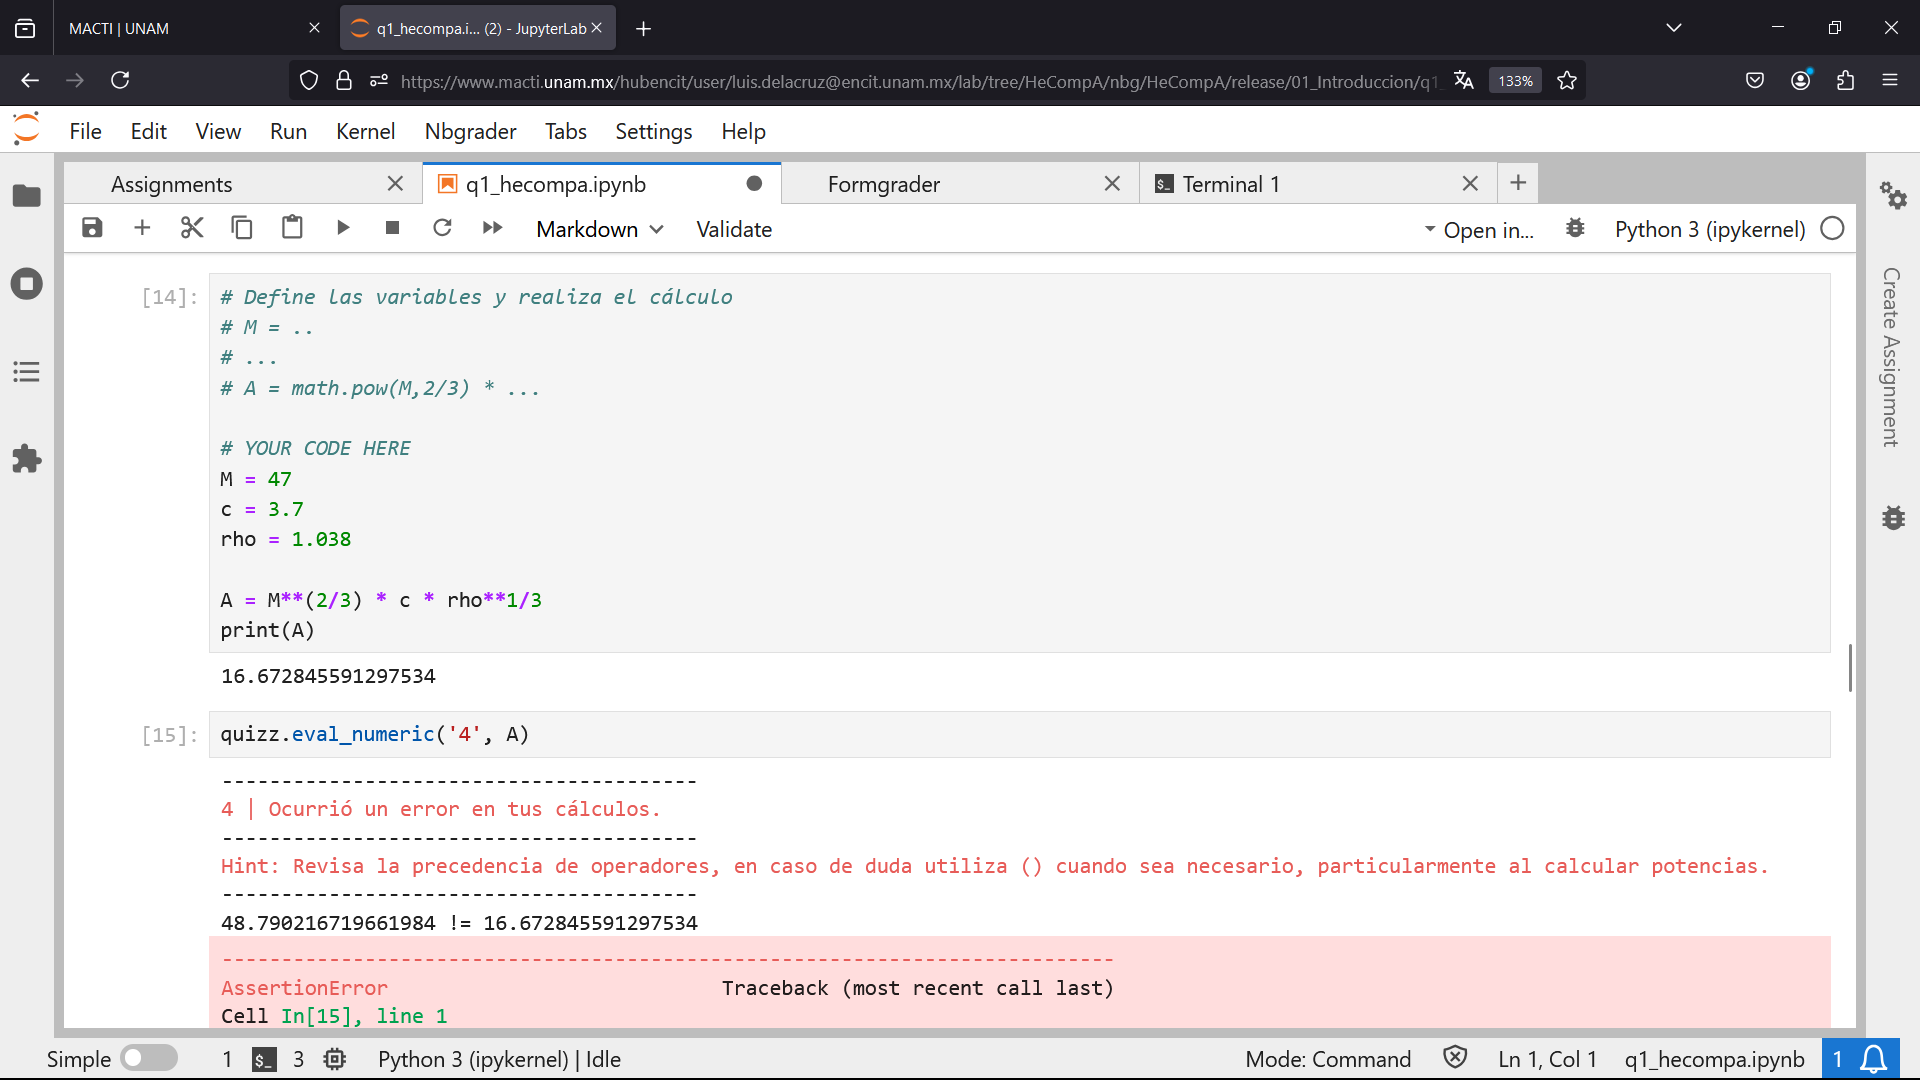 MACTI | UNAM
q1_hecompa.i... (2) - JupyterLab
https://www.macti.unam.mx/hubencit/user/luis.delacruz@encit.unam.mx/lab/tree/HeCompA/nbg/HeCompA/release/01_Introduccion/q1_
133%
File Edit View Run Kernel Nbgrader Tabs Settings Help
Assignments
q1_hecompa.ipynb
Formgrader
Terminal 1
Markdown
Validate
Open in...
Python 3 (ipykernel)
Create Assignment
[14]:
# Define las variables y realiza el cálculo
# M = ..
# ...
# A = math.pow(M,2/3) * ...
# YOUR CODE HERE
M = 47
c = 3.7
rho = 1.038
A = M**(2/3) * c * rho**1/3
print(A)
16.672845591297534
[15]:
quizz.eval_numeric('4', A)
----------------------------------------
4 | Ocurrió un error en tus cálculos.
----------------------------------------
Hint: Revisa la precedencia de operadores, en caso de duda utiliza () cuando sea necesario, particularmente al calcular potencias.
----------------------------------------
48.790216719661984 != 16.672845591297534
---------------------------------------------------------------------------
AssertionError Traceback (most recent call last)
Cell In[15], line 1
Simple
1
$_
3
Python 3 (ipykernel) | Idle
Mode: Command
Ln 1, Col 1
q1_hecompa.ipynb
1